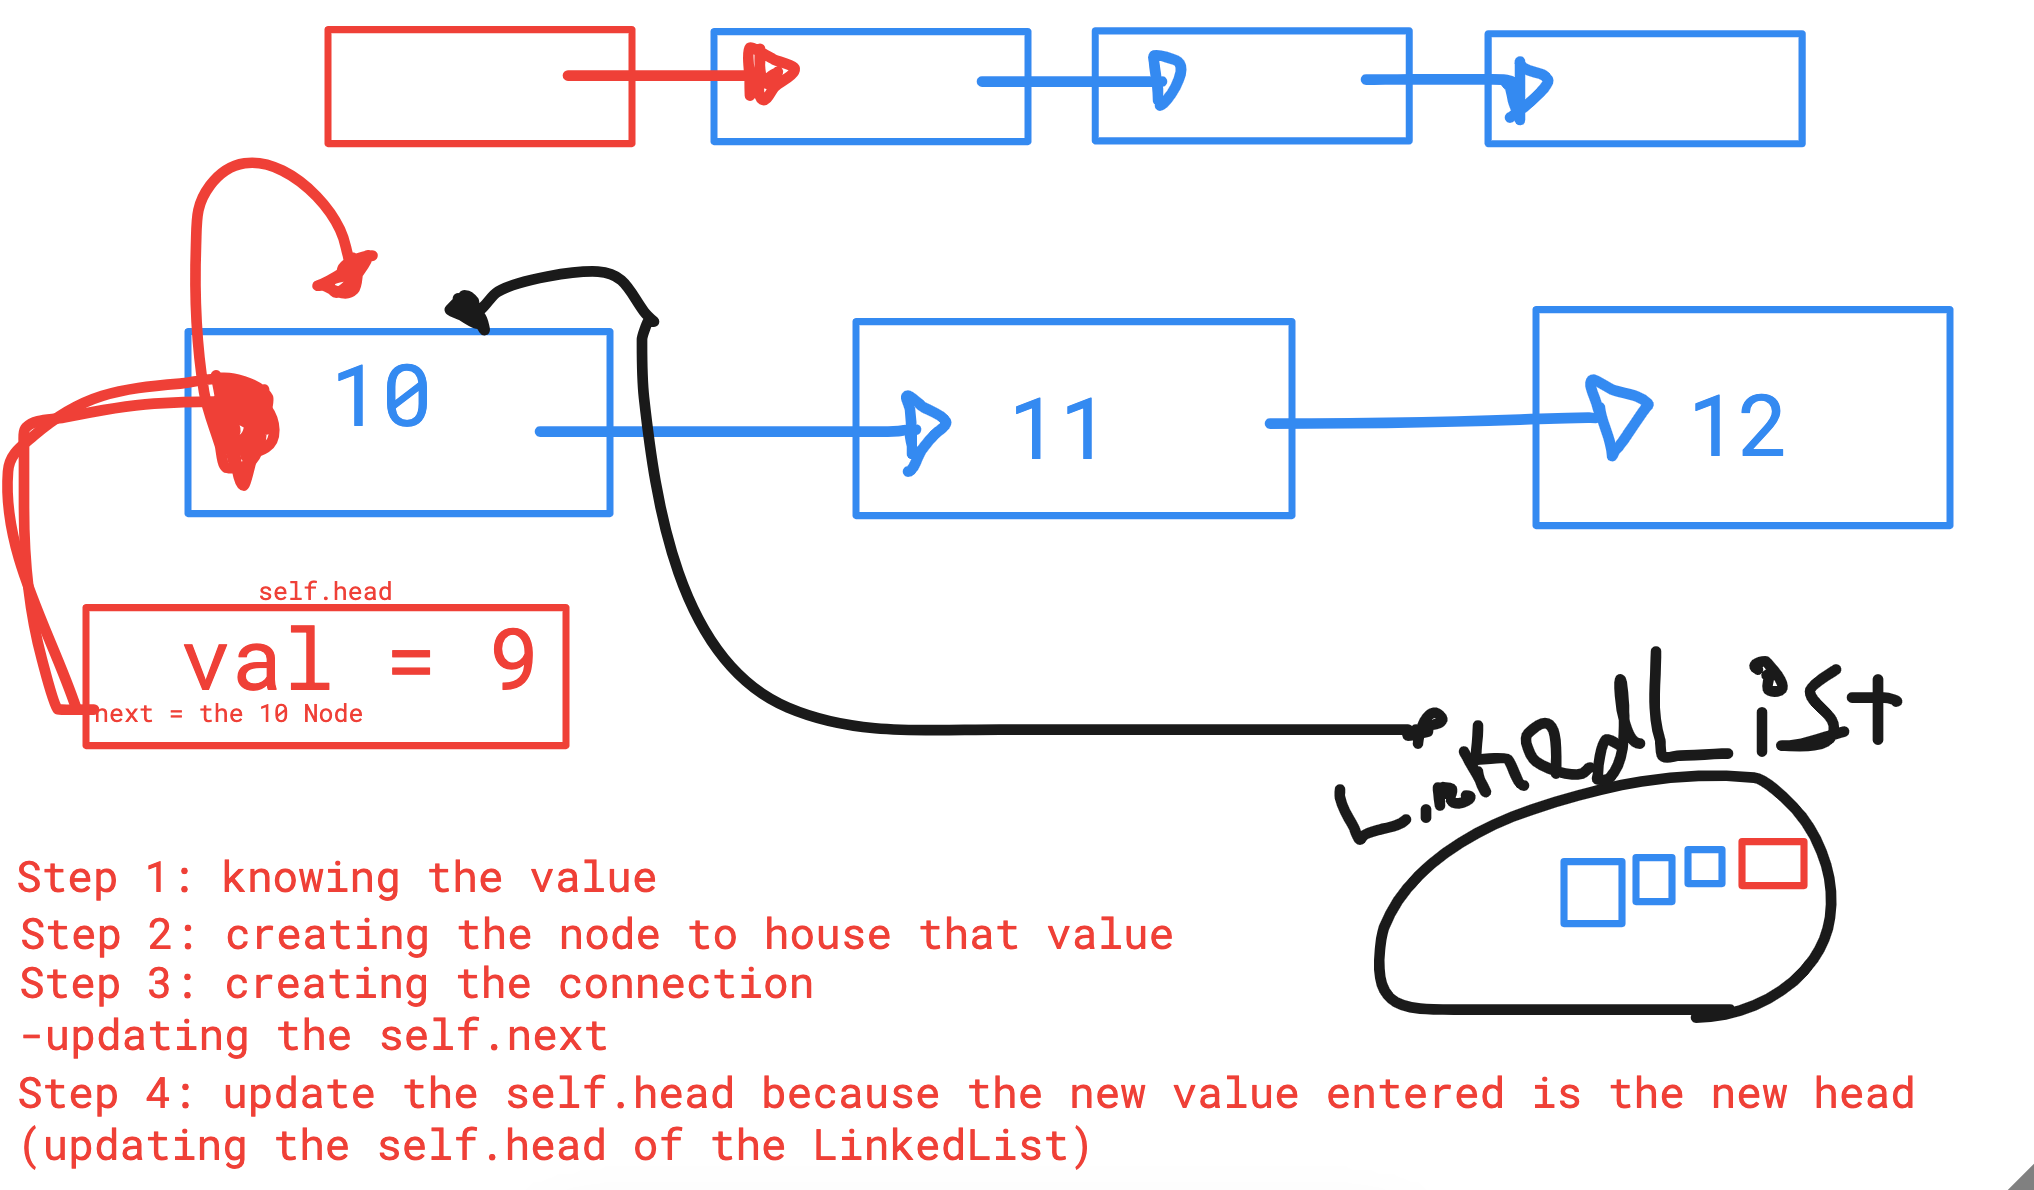 10
11
12
self.head
val = 9
next = the 10 Node
LinkedList
Step 1: knowing the value
Step 2: creating the node to house that value
Step 3: creating the connection
-updating the self.next
Step 4: update the self.head because the new value entered is the new head
(updating the self.head of the LinkedList)